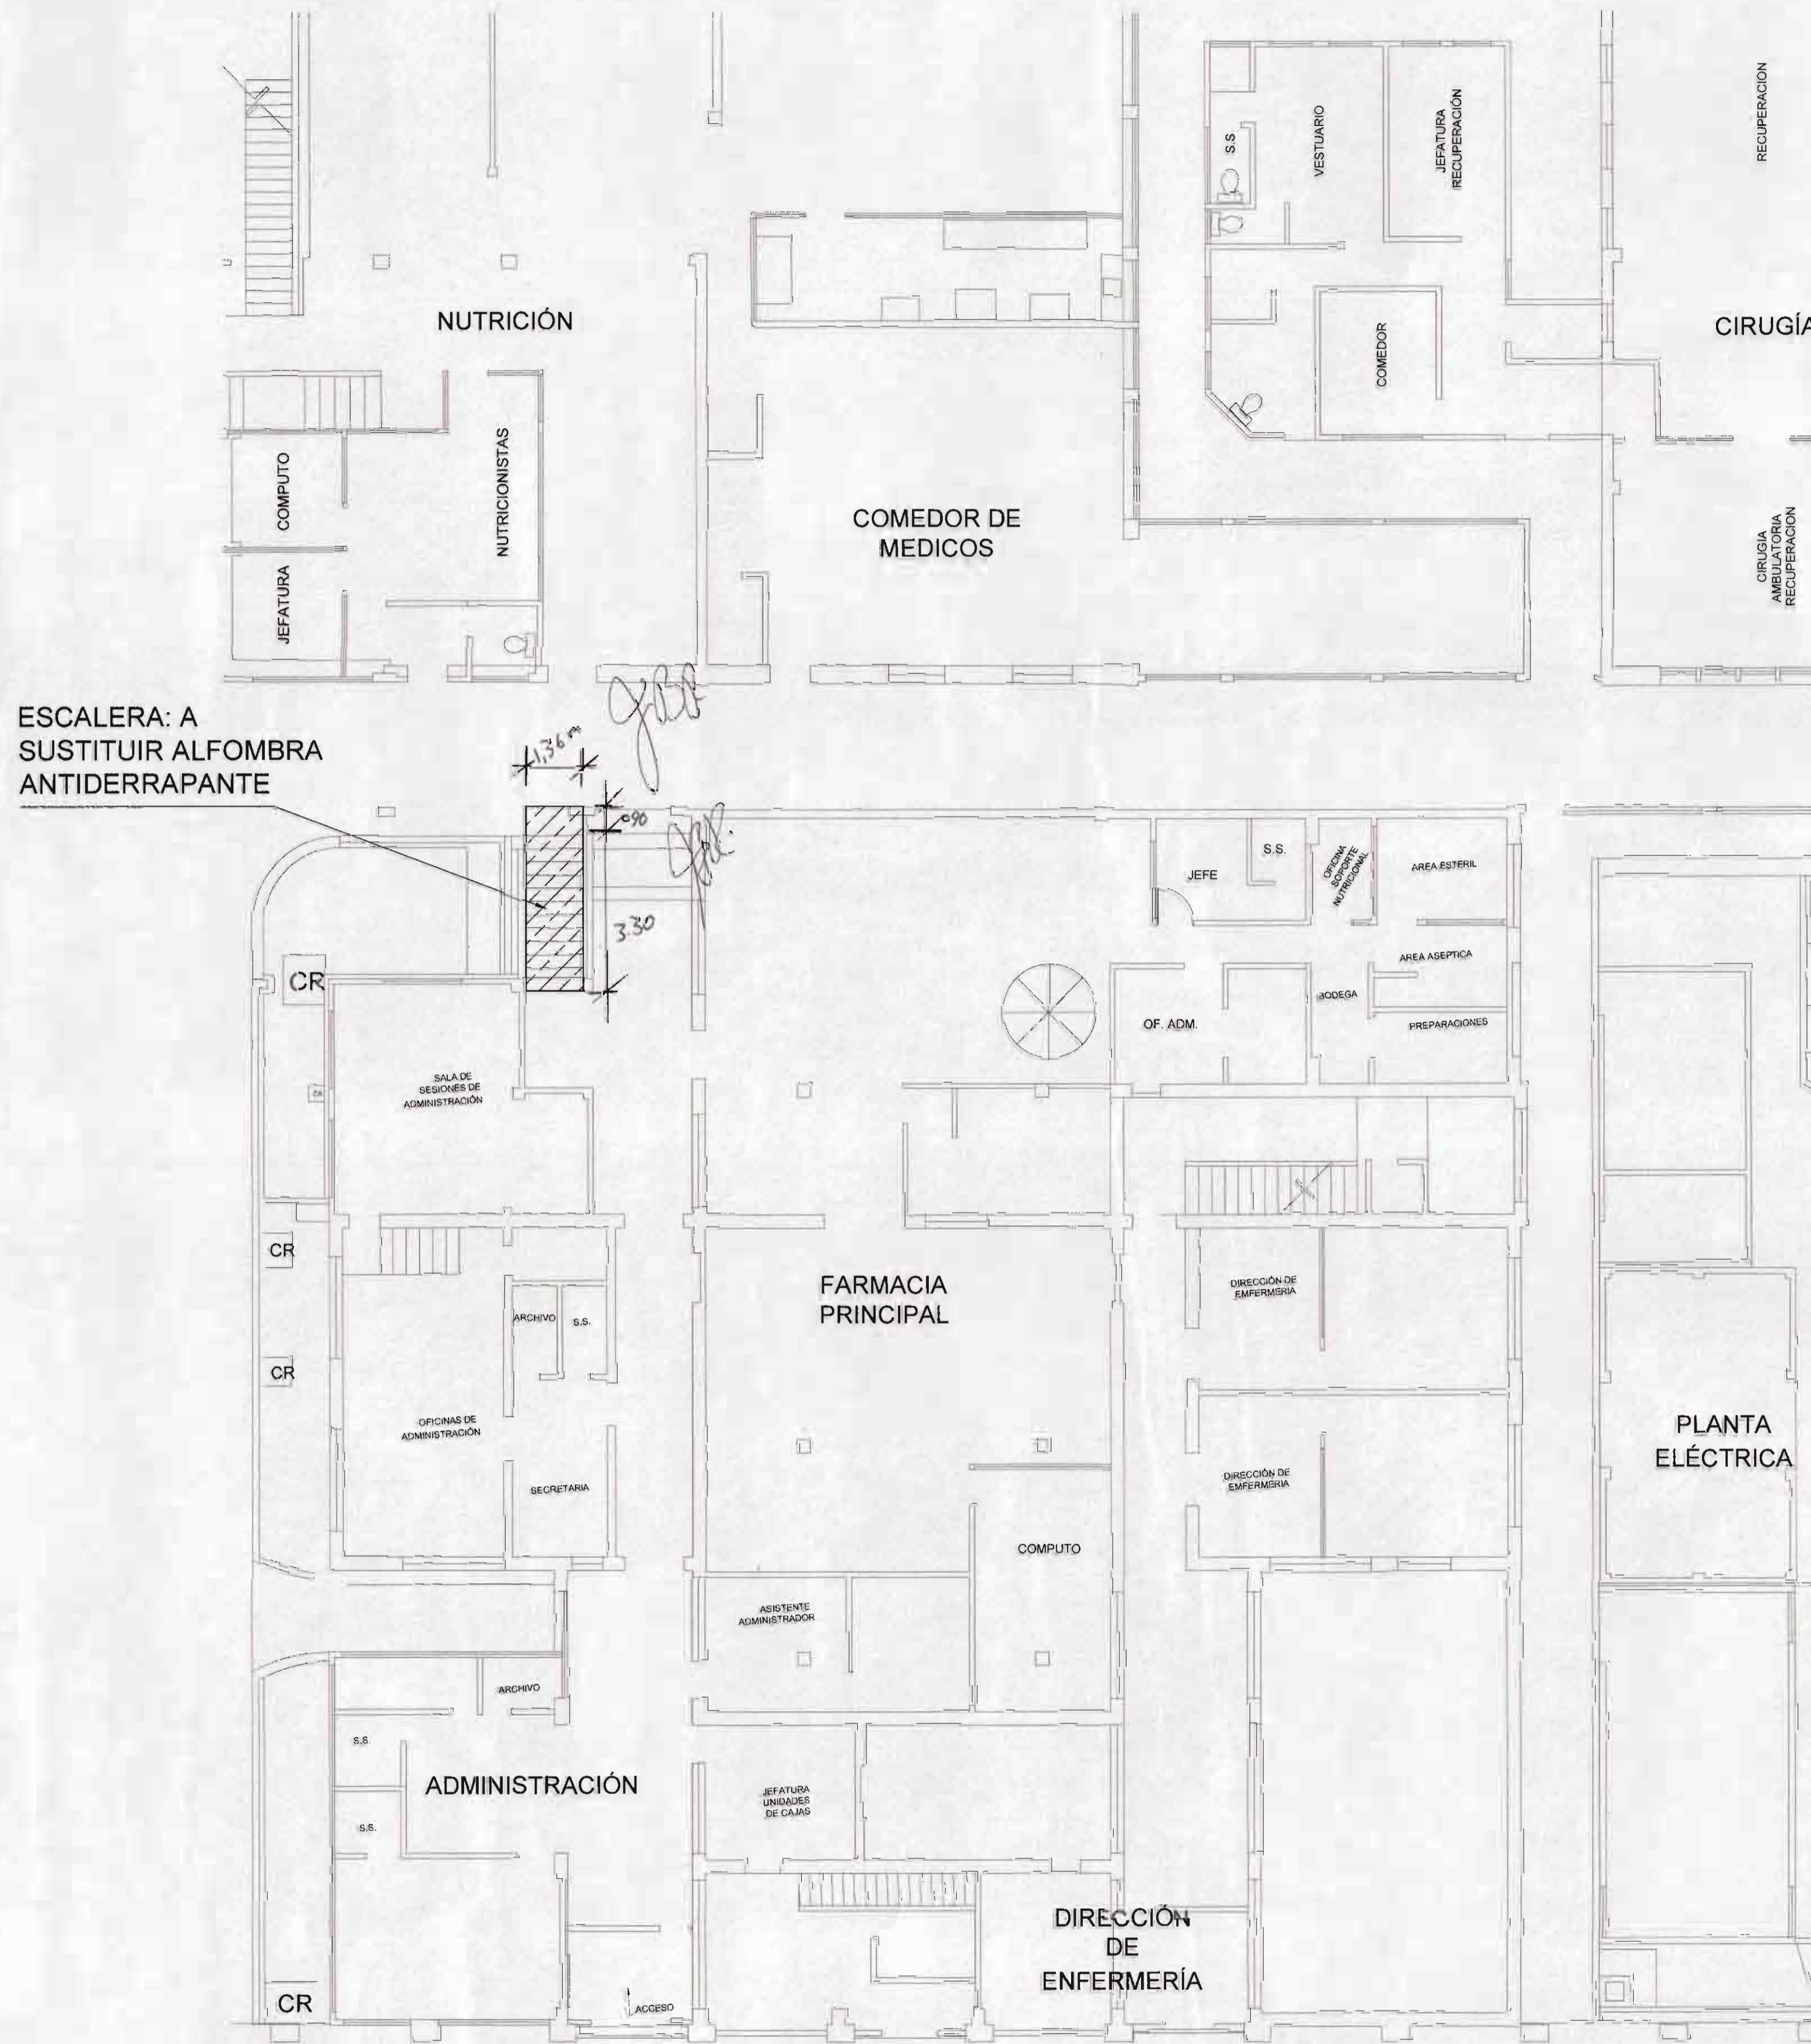 RECUPERACION
S.S.
VESTUARIO
JEFATURA
RECUPERACIÓN
NUTRICIÓN
CIRUGÍA
COMEDOR
COMPUTO
NUTRICIONISTAS
COMEDOR DE
MEDICOS
JEFATURA
CIRUGIA
AMBULATORIA
RECUPERACION
ESCALERA: A
SUSTITUIR ALFOMBRA
ANTIDERRAPANTE
1,36 m
090
3.30
JEFE
S.S.
OFICINA
SOPORTE
NUTRICIONAL
AREA ESTERIL
AREA ASEPTICA
CR
BODEGA
OF. ADM.
PREPARACIONES
SALA DE
SESIONES DE
ADMINISTRACIÓN
CR
FARMACIA
PRINCIPAL
DIRECCIÓN DE
EMFERMERIA
ARCHIVO
S.S.
CR
OFICINAS DE
ADMINISTRACIÓN
PLANTA
ELÉCTRICA
DIRECCIÓN DE
EMFERMERIA
SECRETARIA
COMPUTO
ASISTENTE
ADMINISTRADOR
ARCHIVO
S.S.
ADMINISTRACIÓN
JEFATURA
UNIDADES
DE CAJAS
S.S.
DIRECCIÓN
DE
ENFERMERÍA
CR
ACCESO